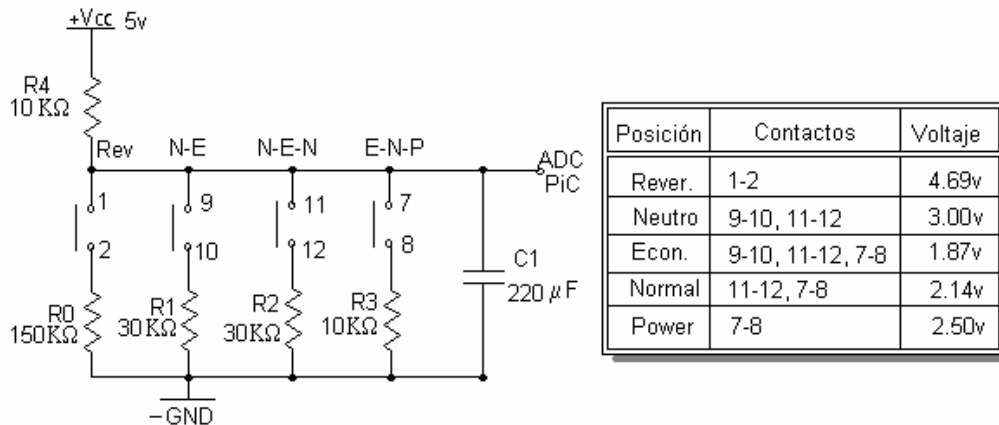 +Vcc 5v
R4
10 KΩ
Rev N-E N-E-N E-N-P
ADC
PiC
1 9 11 7
2 10 12 8
R0
150KΩ
R1
30KΩ
R2
30KΩ
R3
10KΩ
C1
220 µF
−GND
Posición Contactos Voltaje
Rever. 1-2 4.69v
Neutro 9-10, 11-12 3.00v
Econ. 9-10, 11-12, 7-8 1.87v
Normal 11-12, 7-8 2.14v
Power 7-8 2.50v